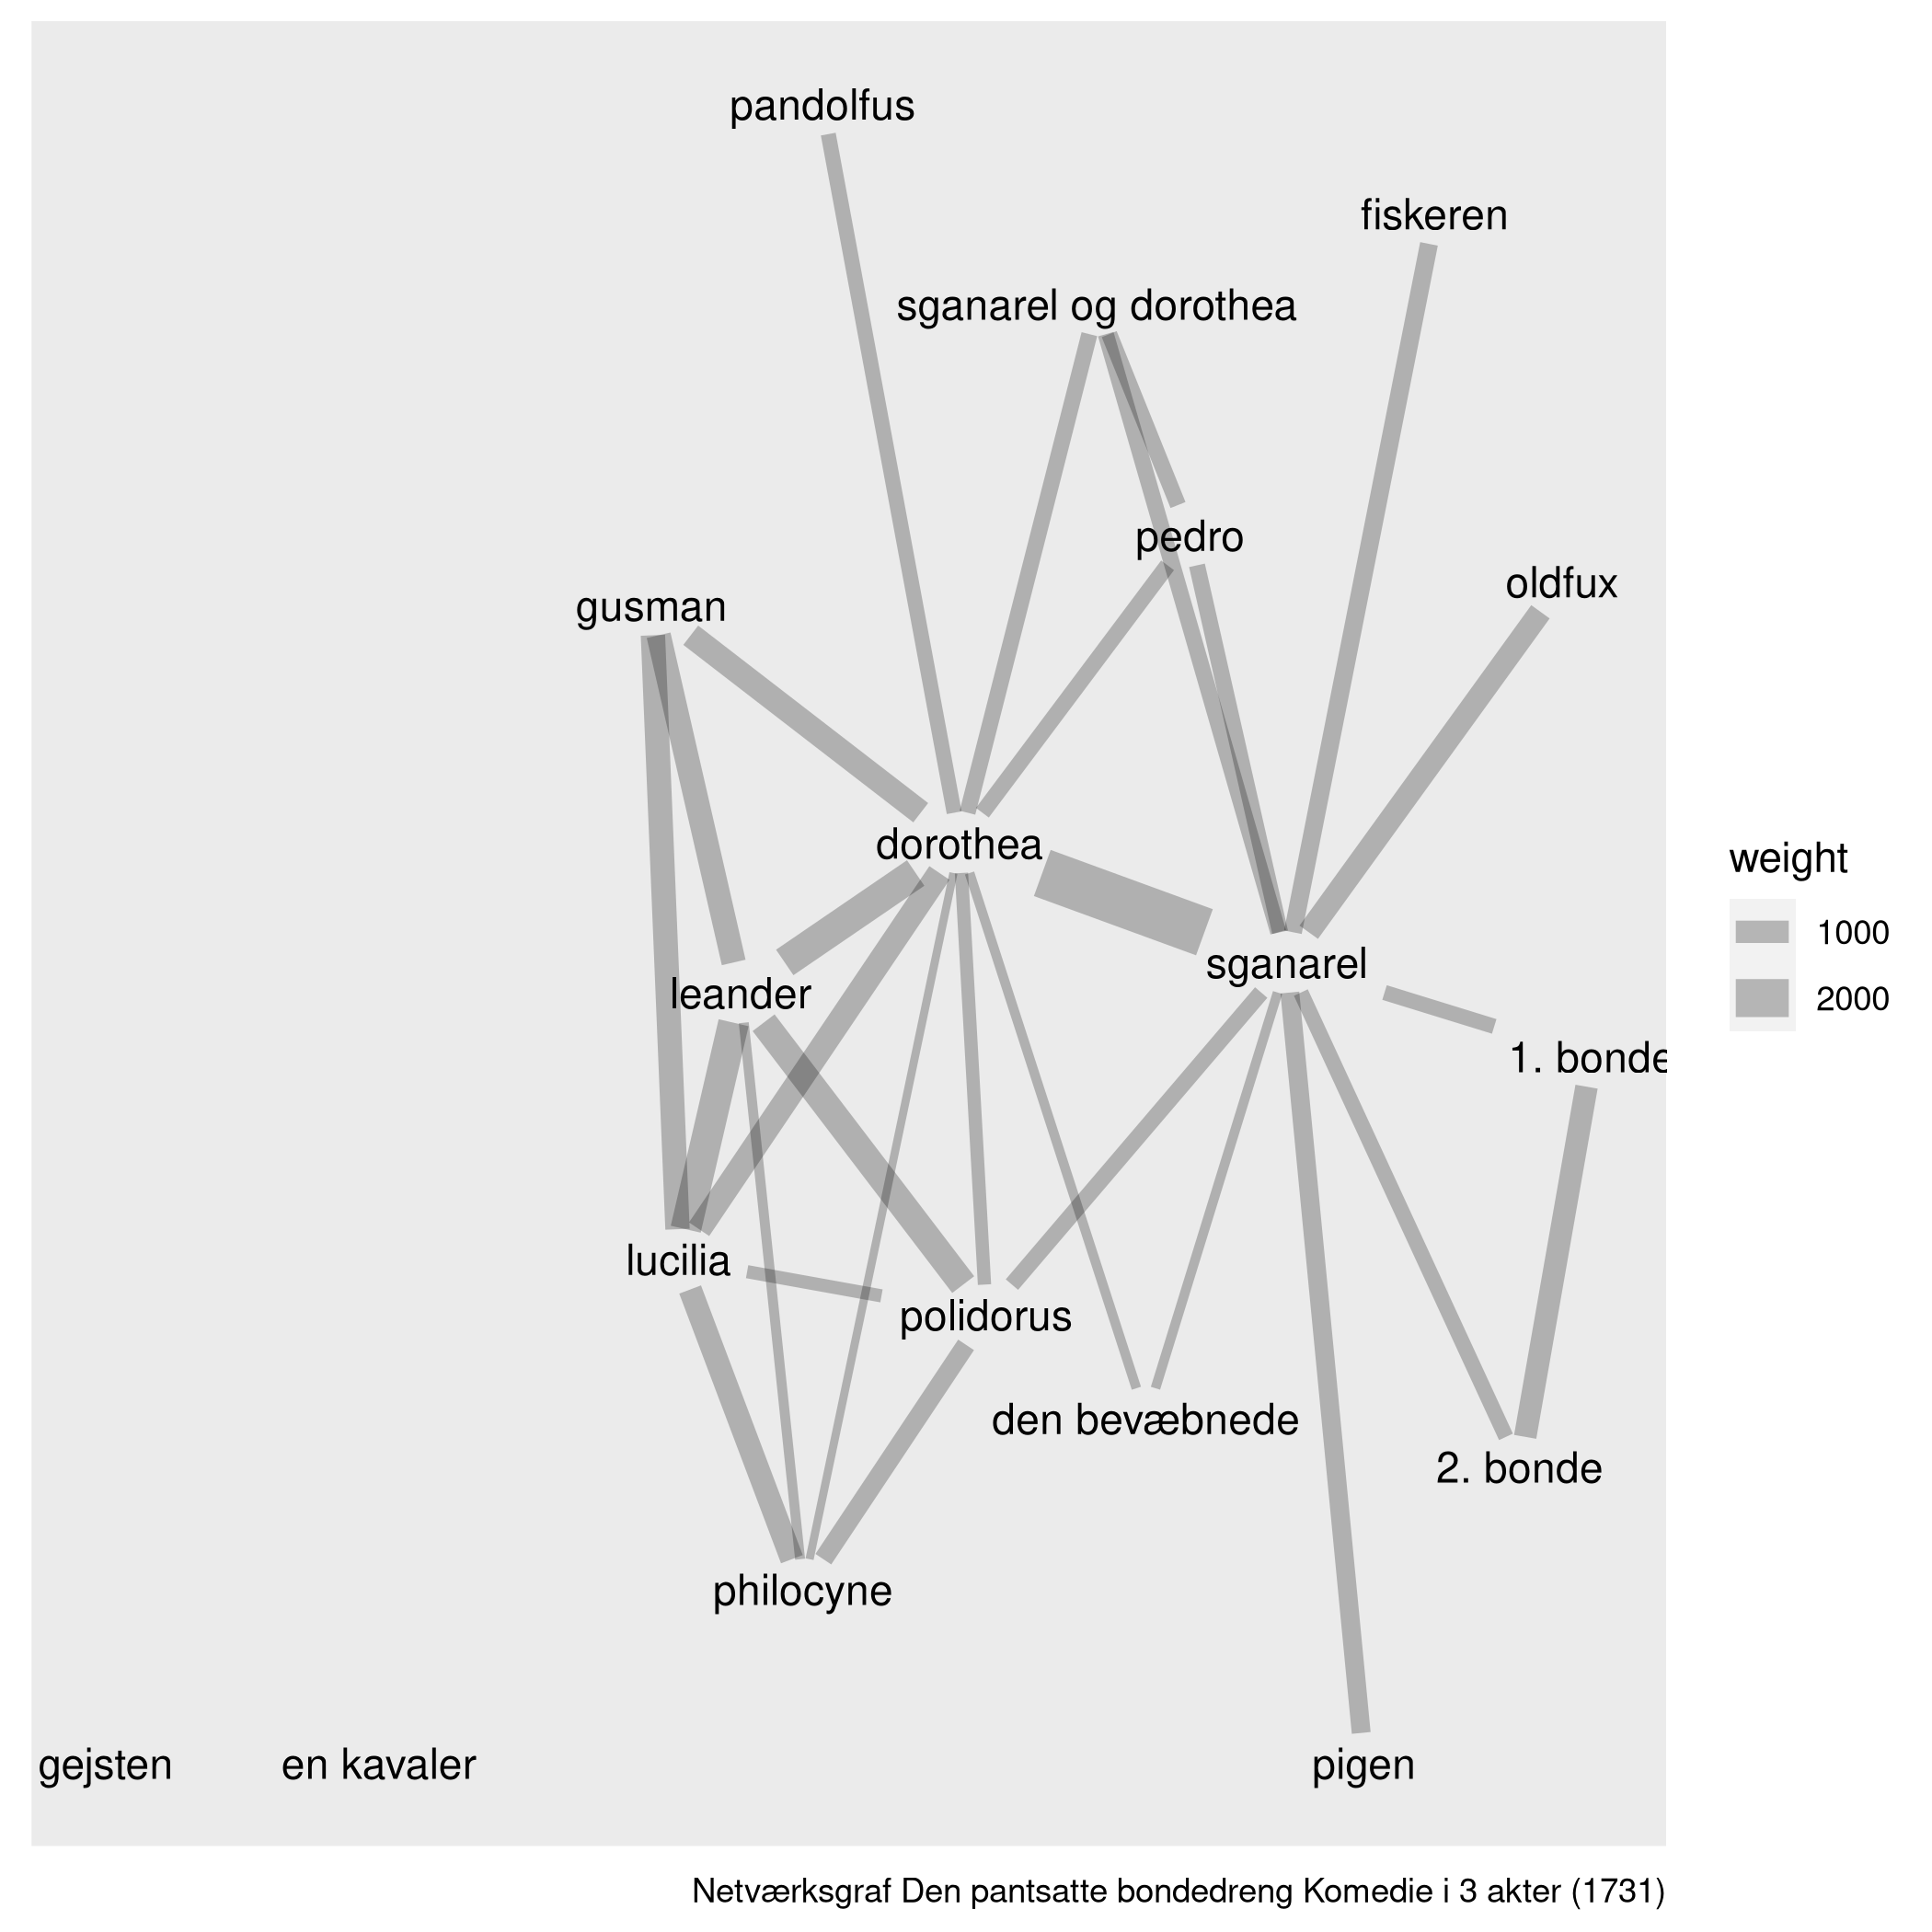 pandolfus
fiskeren
sganarel og dorothea
pedro
oldfux
gusman
dorothea
weight
1000
sganarel
leander
2000
1. bonde
lucilia
polidorus
den bevæbnede
2. bonde
philocyne
gejsten
en kavaler
pigen
Netværksgraf Den pantsatte bondedreng Komedie i 3 akter (1731)